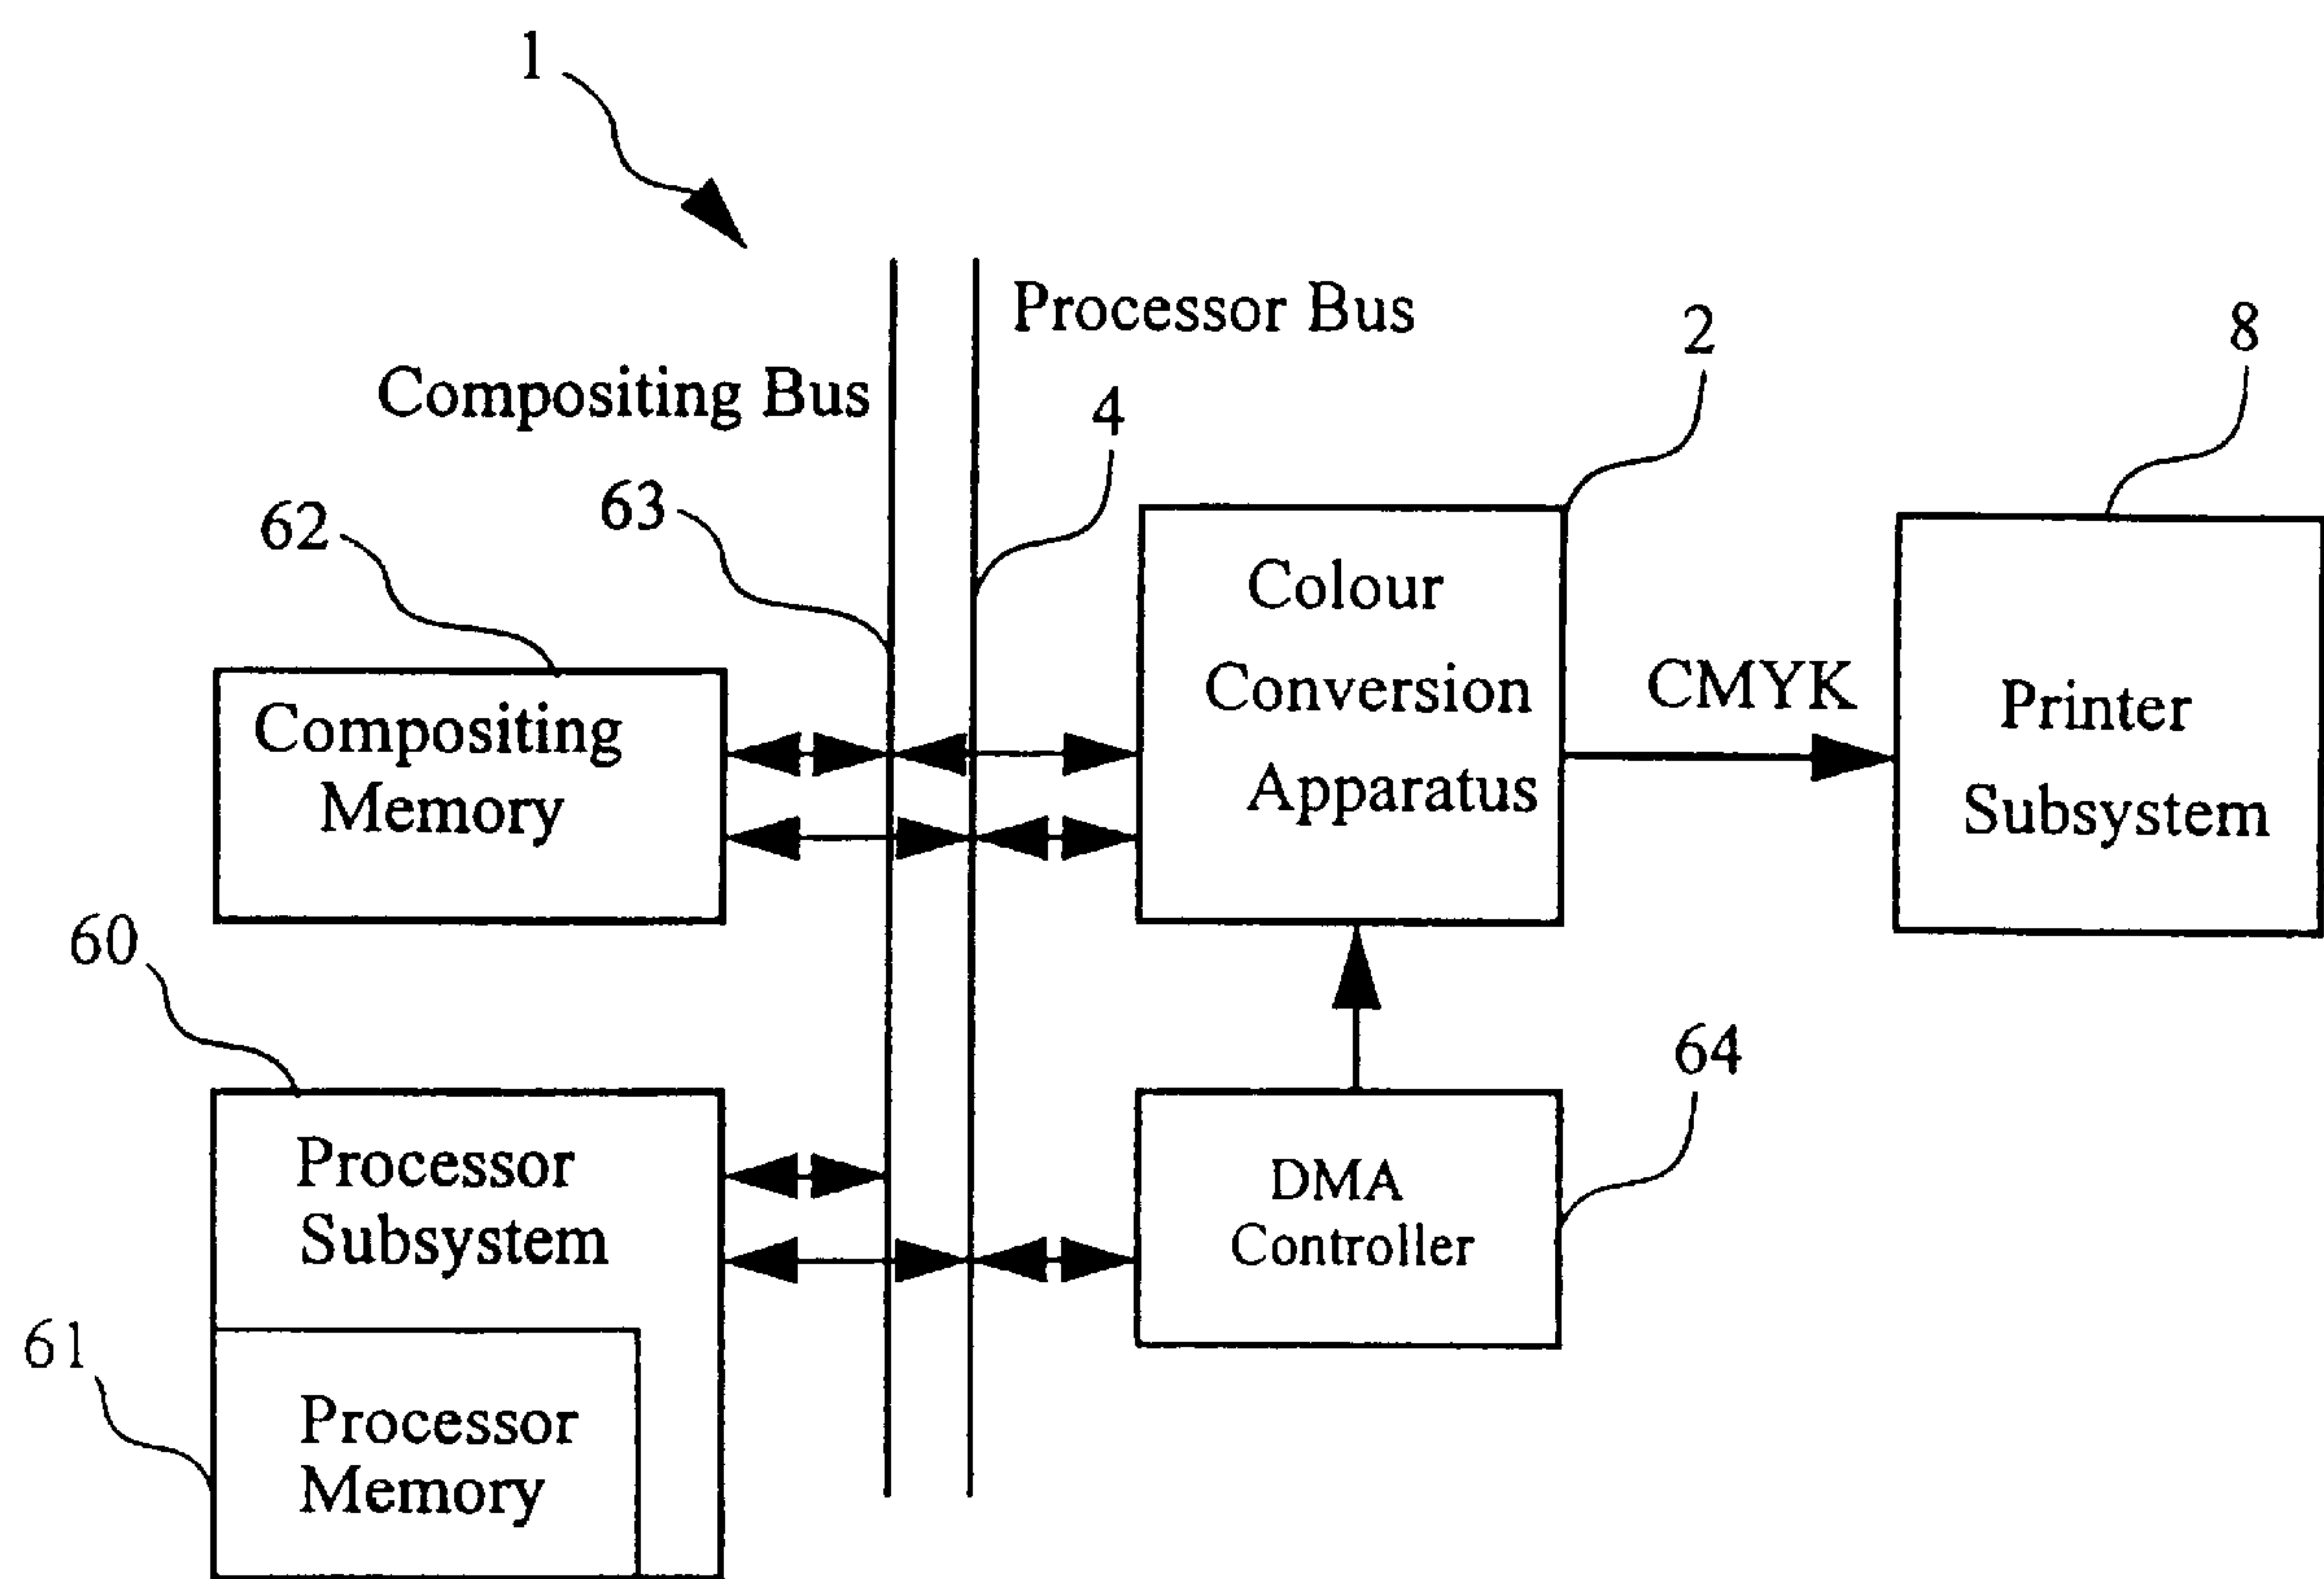 1
Processor Bus
2
8
Compositing Bus
4
63
62
Colour
Conversion
Apparatus
CMYK
Printer
Subsystem
Compositing
Memory
60
64
Processor
Subsystem
DMA
Controller
61
Processor
Memory